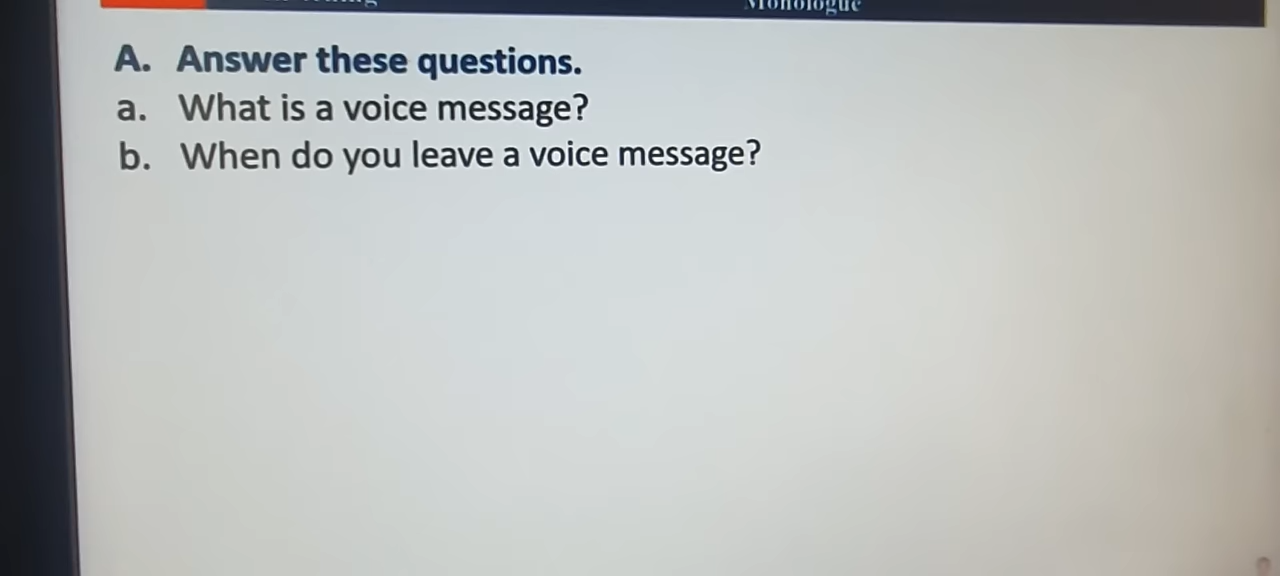 Monologue
A. Answer these questions.
a. What is a voice message?
b. When do you leave a voice message?